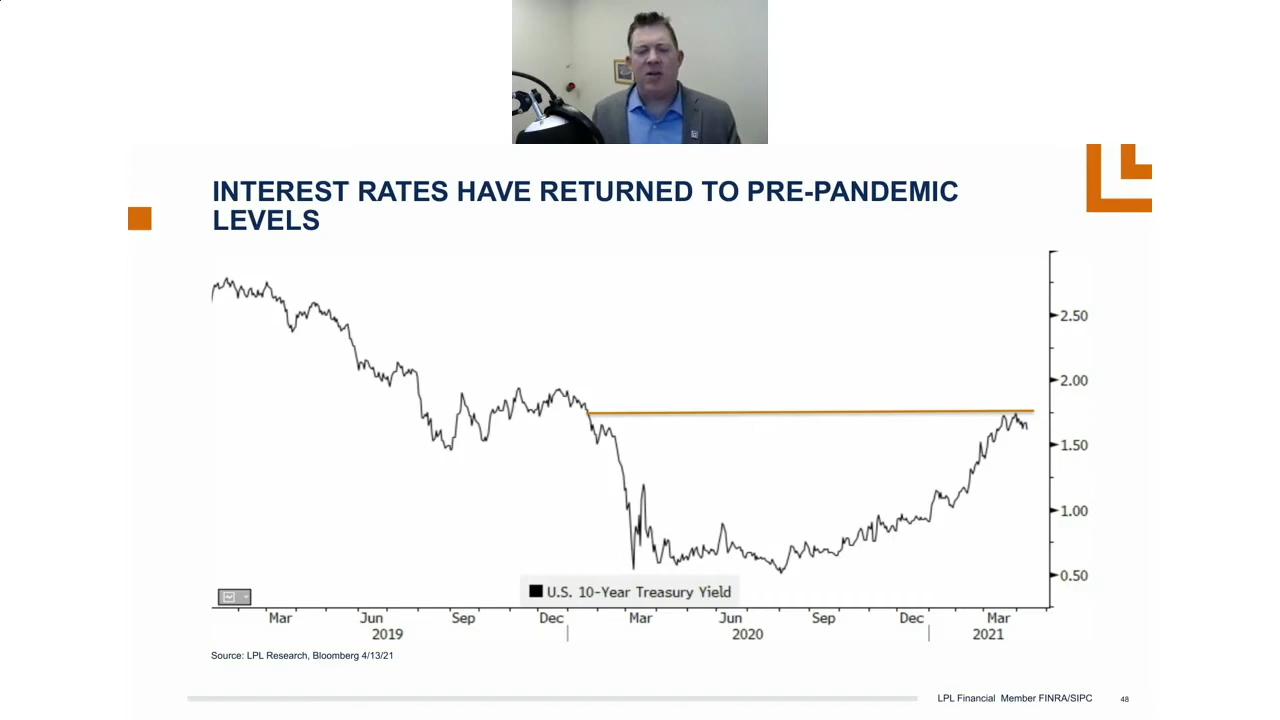 INTEREST RATES HAVE RETURNED TO PRE-PANDEMIC
LEVELS
2.50
2.00
1.50
1.00
0.50
U.S. 10-Year Treasury Yield
Mar Jun Sep Dec Mar Jun Sep Dec Mar
2019 2020 2021
Source: LPL Research, Bloomberg 4/13/21
LPL Financial Member FINRA/SIPC 48